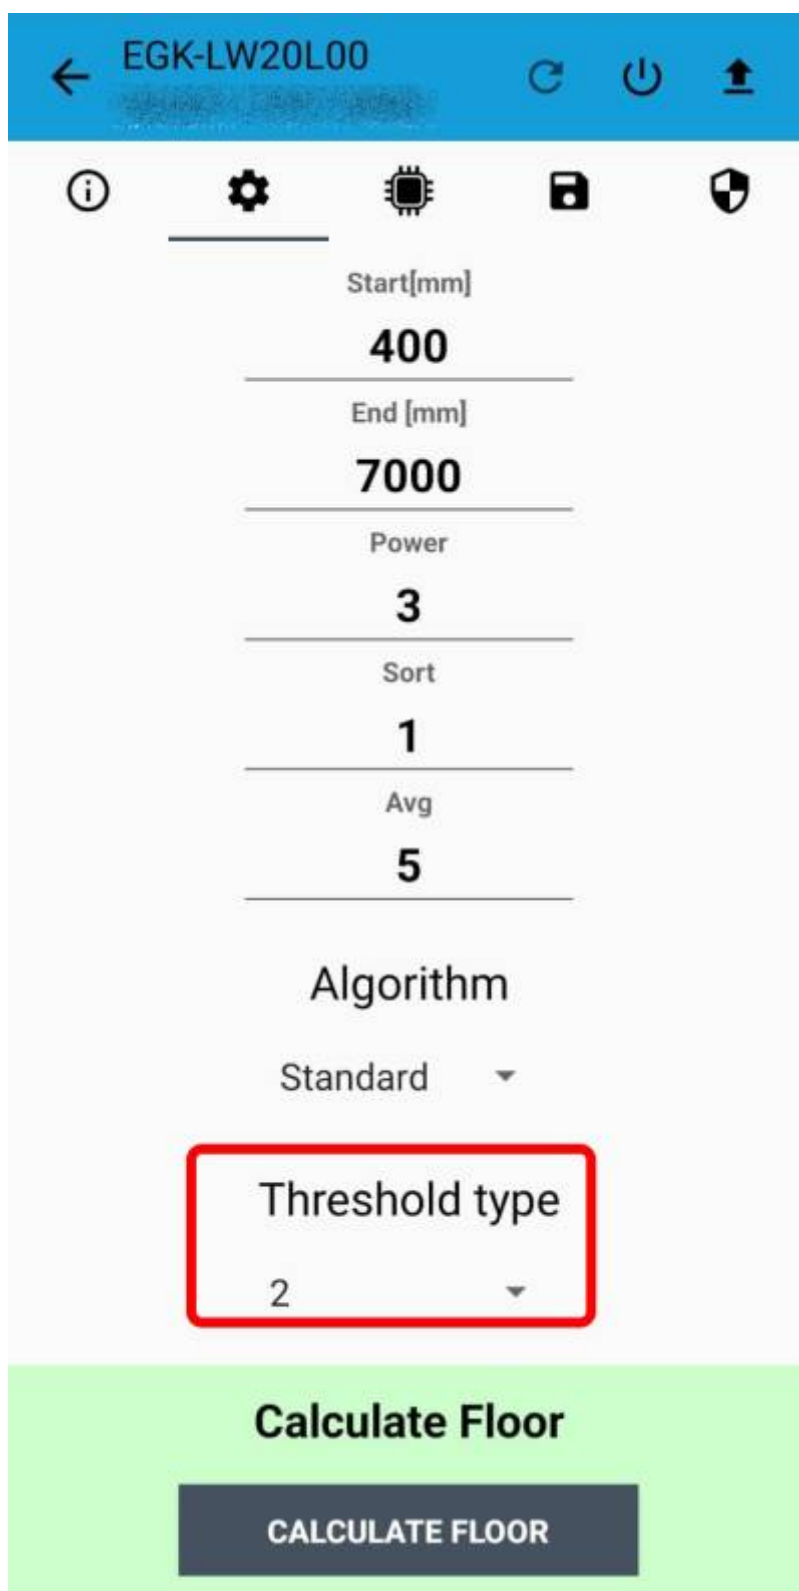 EGK-LW20L00
Start[mm]
400
End [mm]
7000
Power
3
Sort
1
Avg
5
Algorithm
Standard
Threshold type
2
Calculate Floor
CALCULATE FLOOR